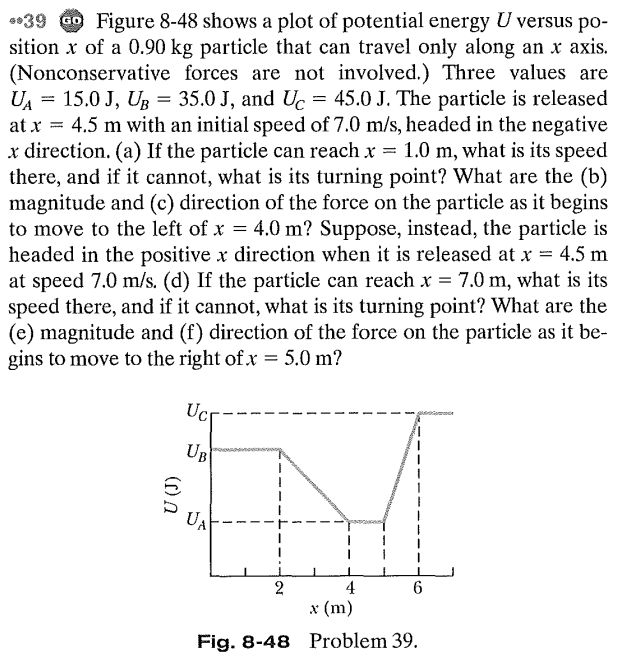 ••39 GO Figure 8-48 shows a plot of potential energy U versus po-
sition x of a 0.90 kg particle that can travel only along an x axis.
(Nonconservative forces are not involved.) Three values are
U_A = 15.0 J, U_B = 35.0 J, and U_C = 45.0 J. The particle is released
at x = 4.5 m with an initial speed of 7.0 m/s, headed in the negative
x direction. (a) If the particle can reach x = 1.0 m, what is its speed
there, and if it cannot, what is its turning point? What are the (b)
magnitude and (c) direction of the force on the particle as it begins
to move to the left of x = 4.0 m? Suppose, instead, the particle is
headed in the positive x direction when it is released at x = 4.5 m
at speed 7.0 m/s. (d) If the particle can reach x = 7.0 m, what is its
speed there, and if it cannot, what is its turning point? What are the
(e) magnitude and (f) direction of the force on the particle as it be-
gins to move to the right of x = 5.0 m?
U_C
U_B
U (J)
U_A
2 4 6
x (m)
Fig. 8-48 Problem 39.